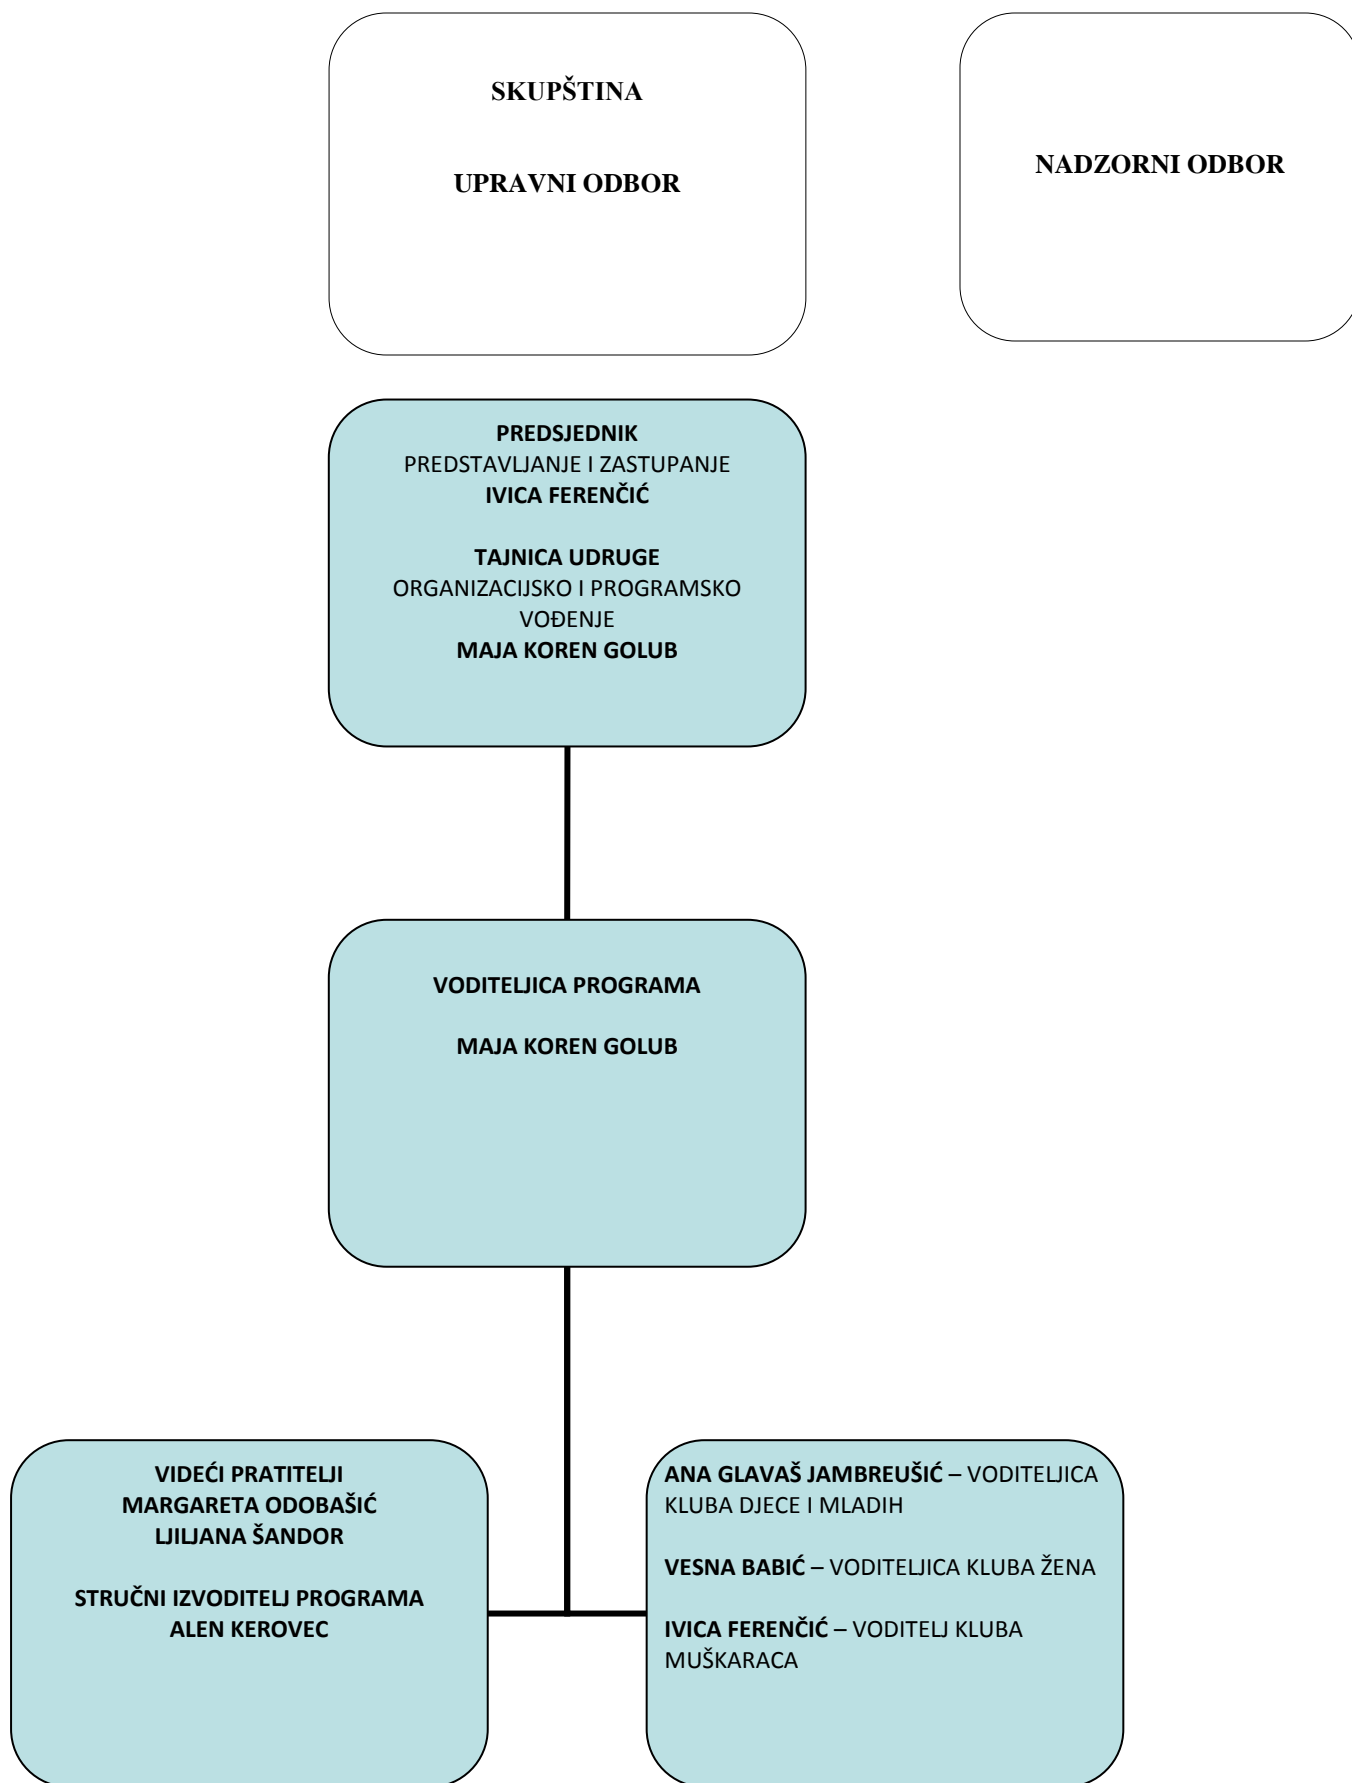 SKUPŠTINA
UPRAVNI ODBOR
NADZORNI ODBOR
PREDSJEDNIK
PREDSTAVLJANJE I ZASTUPANJE
IVICA FERENČIĆ
TAJNICA UDRUGE
ORGANIZACIJSKO I PROGRAMSKO
VOĐENJE
MAJA KOREN GOLUB
VODITELJICA PROGRAMA
MAJA KOREN GOLUB
VIDEĆI PRATITELJI
MARGARETA ODOBAŠIĆ
LJILJANA ŠANDOR
STRUČNI IZVODITELJ PROGRAMA
ALEN KEROVEC
ANA GLAVAŠ JAMBREUŠIĆ – VODITELJICA
KLUBA DJECE I MLADIH
VESNA BABIĆ – VODITELJICA KLUBA ŽENA
IVICA FERENČIĆ – VODITELJ KLUBA
MUŠKARACA